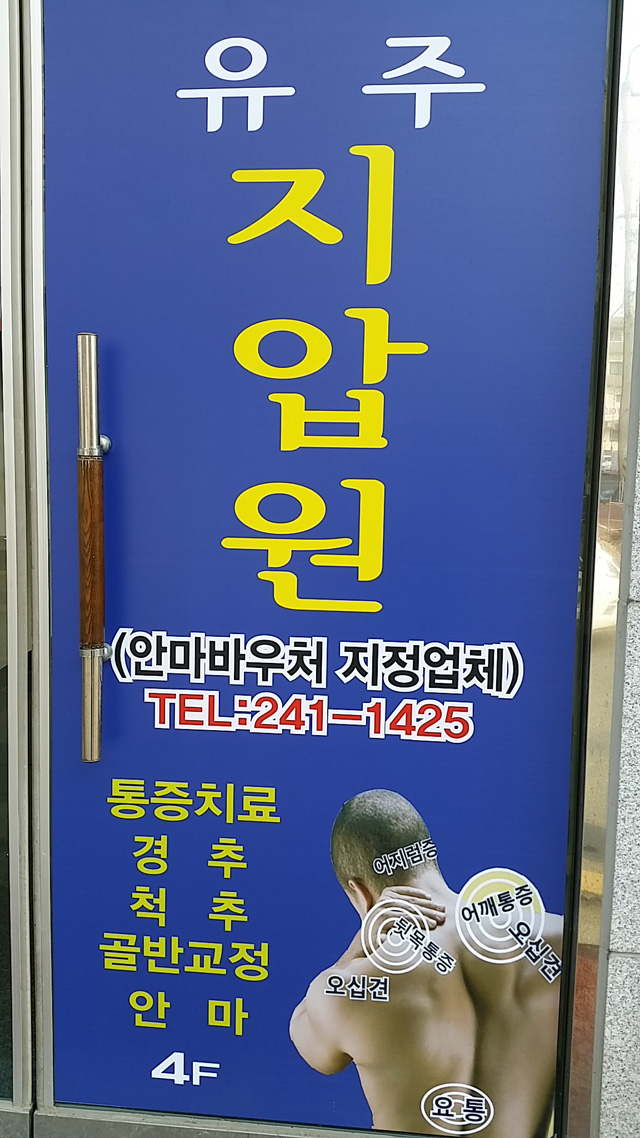 유 주
지
압
원
(안마바우처 지정업체)
TEL:241-1425
통증치료
경 추
척 추
골반교정
안 마
4F
어지럼증
어깨통증
오십견
뒷목통증
오십견
요통